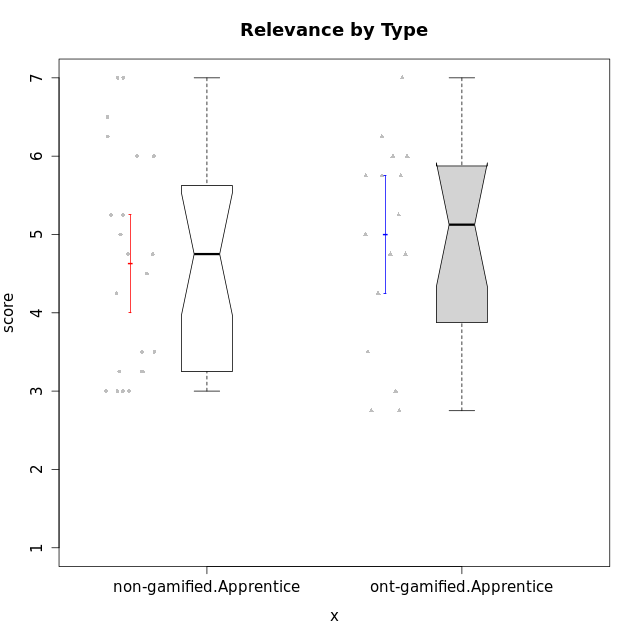 Relevance by Type
7
6
5
4
3
2
1
score
non-gamified.Apprentice
ont-gamified.Apprentice
x